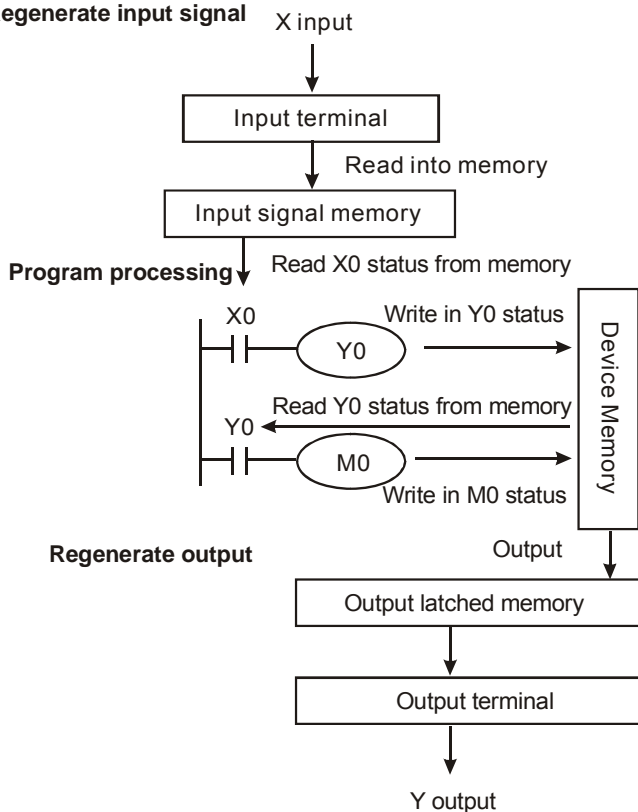 egenerate input signal
X input
Input terminal
Read into memory
Input signal memory
Program processing
Read X0 status from memory
X0
Write in Y0 status
Y0
Device Memory
Read Y0 status from memory
Y0
M0
Write in M0 status
Regenerate output
Output
Output latched memory
Output terminal
Y output